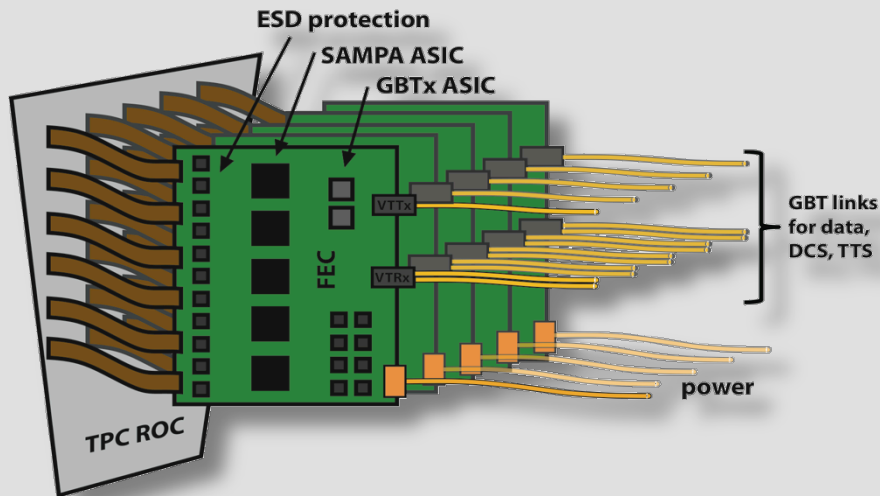 ESD protection
SAMPA ASIC
GBTx ASIC
VTTx
GBT links
for data,
DCS, TTS
FEC
VTRx
power
TPC ROC